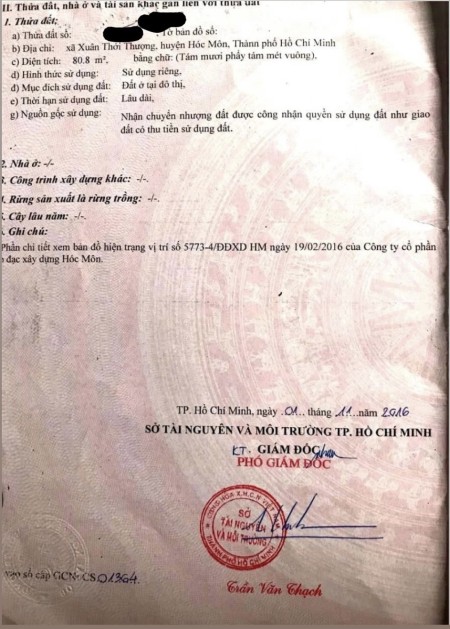 II. Thửa đất, nhà ở và tài sản khác gắn liền với thửa đất
1. Thửa đất:
a) Thửa đất số: Tờ bản đồ số:
b) Địa chỉ: xã Xuân Thới Thượng, huyện Hóc Môn, Thành phố Hồ Chí Minh
c) Diện tích: 80.8 m², bằng chữ: (Tám mươi phẩy tám mét vuông).
d) Hình thức sử dụng: Sử dụng riêng,
đ) Mục đích sử dụng đất: Đất ở tại đô thị,
e) Thời hạn sử dụng đất: Lâu dài,
g) Nguồn gốc sử dụng: Nhận chuyển nhượng đất được công nhận quyền sử dụng đất như giao
đất có thu tiền sử dụng đất.
2. Nhà ở: -/-
3. Công trình xây dựng khác: -/-.
4. Rừng sản xuất là rừng trồng: -/-.
5. Cây lâu năm: -/-.
6. Ghi chú:
Phần chi tiết xem bản đồ hiện trạng vị trí số 5773-4/ĐĐXD HM ngày 19/02/2016 của Công ty cổ phần
đo đạc xây dựng Hóc Môn.
TP. Hồ Chí Minh, ngày 01 tháng 11 năm 2016
SỞ TÀI NGUYÊN VÀ MÔI TRƯỜNG TP. HỒ CHÍ MINH
KT. GIÁM ĐỐC
PHÓ GIÁM ĐỐC
SỞ
TÀI NGUYÊN
VÀ MÔI TRƯỜNG
vào sổ cấp GCN: CS 01364.
Trần Văn Thạch